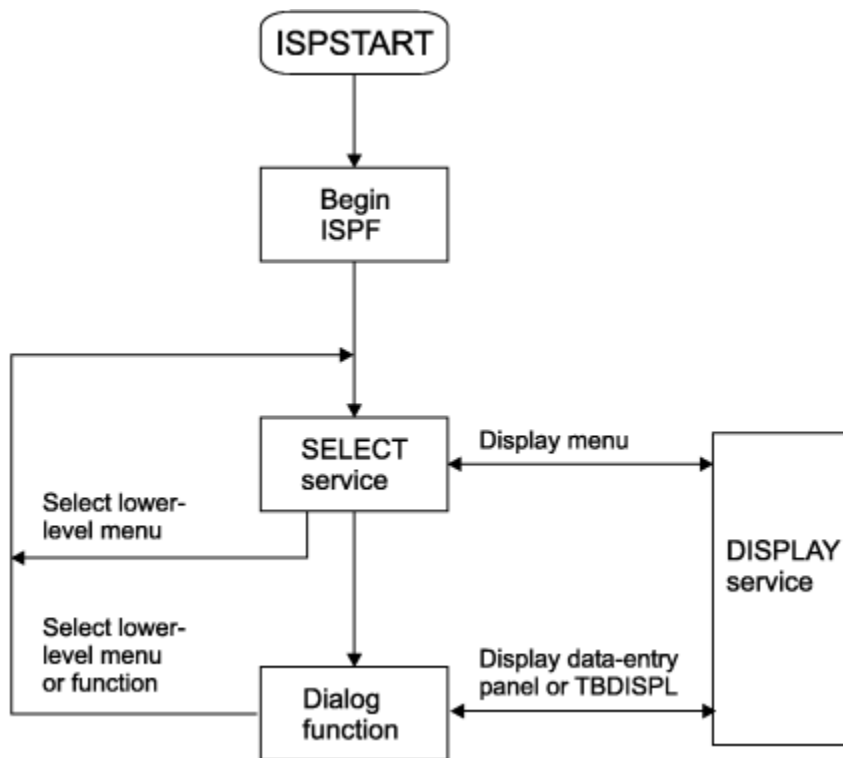 ISPSTART
Begin
ISPF
SELECT
service
Display menu
Select lower-
level menu
DISPLAY
service
Select lower-
level menu
or function
Dialog
function
Display data-entry
panel or TBDISPL